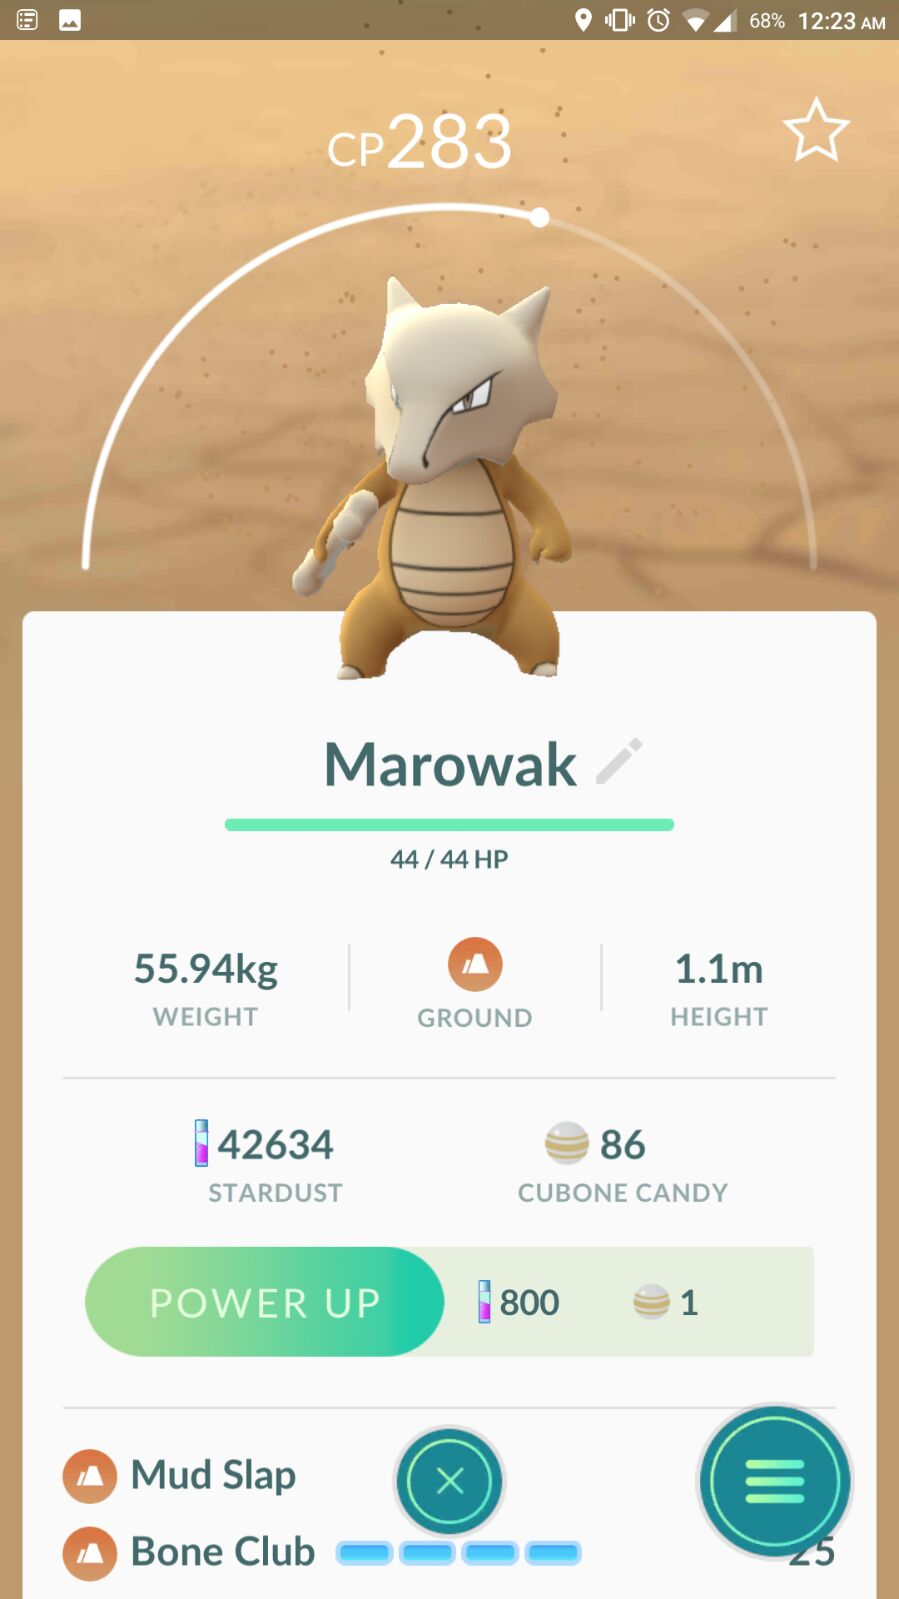 68% 12:23 AM
CP283
Marowak
44 / 44 HP
55.94kg
WEIGHT
GROUND
1.1m
HEIGHT
42634
STARDUST
86
CUBONE CANDY
POWER UP 800 1
Mud Slap
Bone Club 25